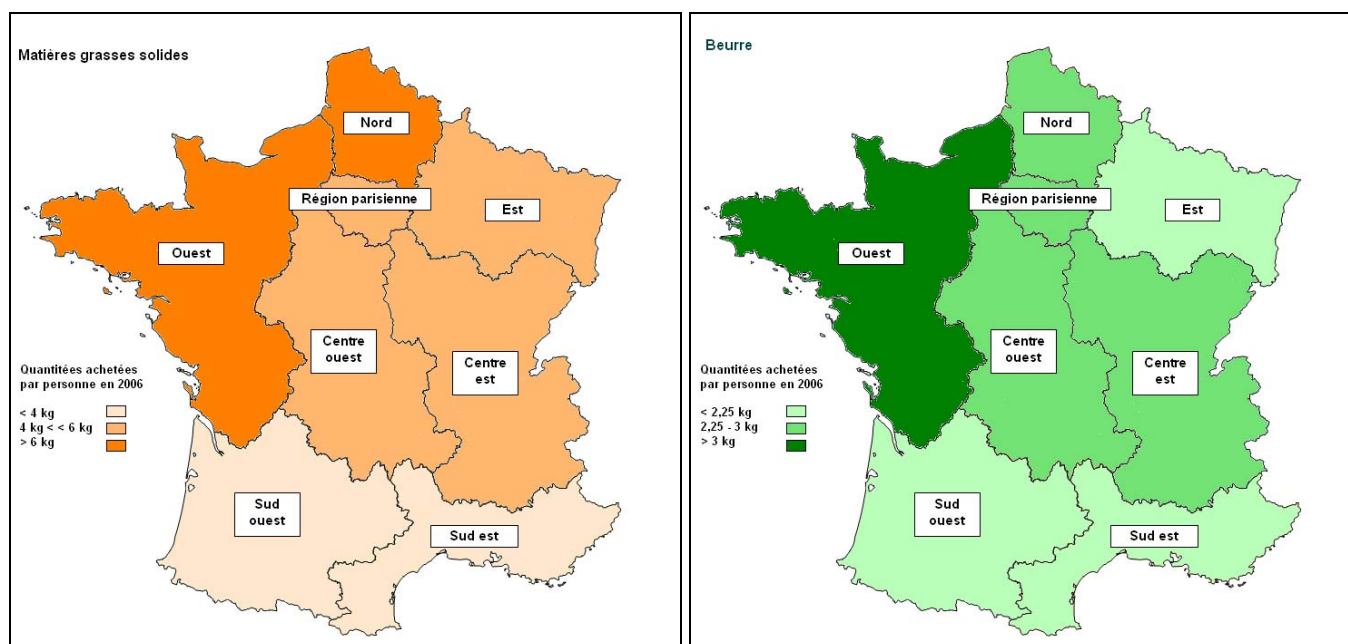 Matières grasses solides
Nord
Région parisienne
Est
Ouest
Centre
ouest
Centre
est
Quantitées achetées
par personne en 2006
< 4 kg
4 kg < < 6 kg
> 6 kg
Sud
ouest
Sud est
Beurre
Nord
Région parisienne
Est
Ouest
Centre
ouest
Centre
est
Quantitées achetées
par personne en 2006
< 2,25 kg
2,25 - 3 kg
> 3 kg
Sud
ouest
Sud est